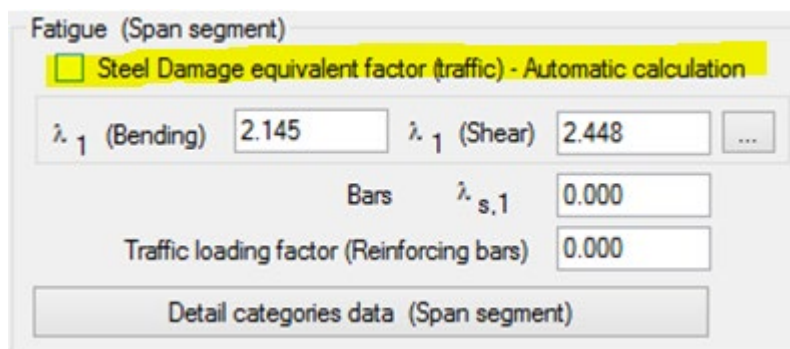 Fatigue (Span segment)
Steel Damage equivalent factor (traffic) - Automatic calculation
λ 1 (Bending) 2.145 λ 1 (Shear) 2.448 ...
Bars λ s,1 0.000
Traffic loading factor (Reinforcing bars) 0.000
Detail categories data (Span segment)